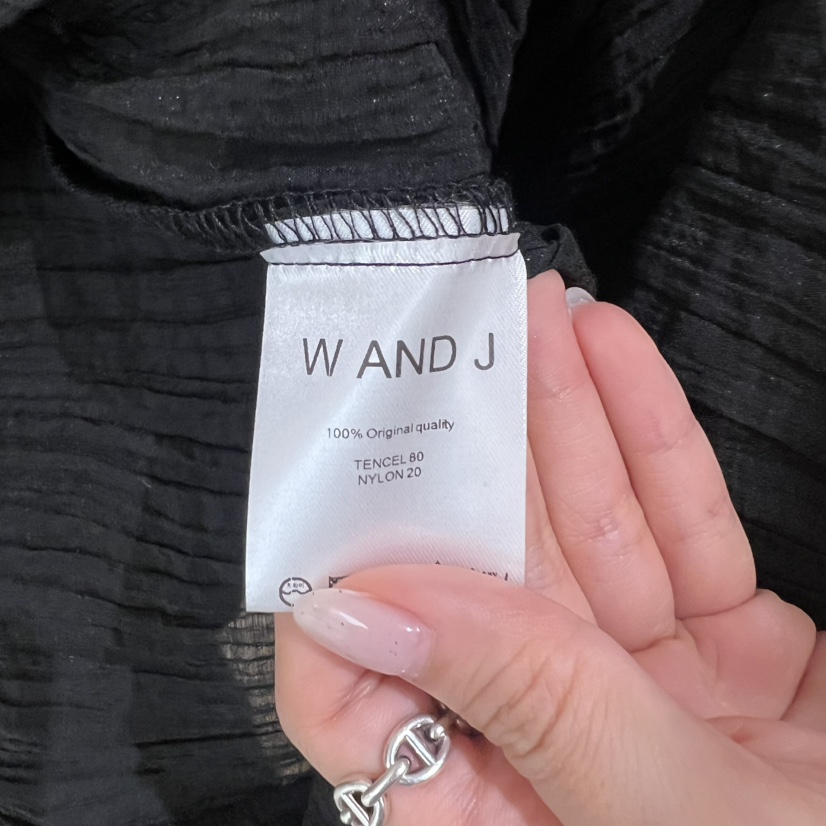 W AND J
100% Original quality
TENCEL 80
NYLON 20